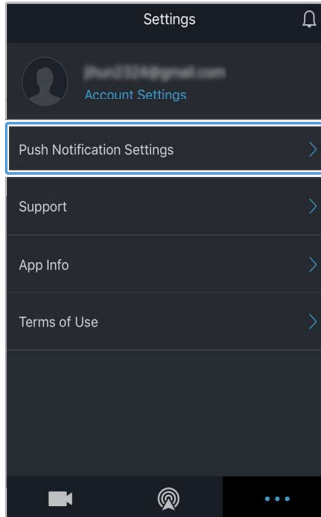 Settings
Account Settings
Push Notification Settings
Support
App Info
Terms of Use